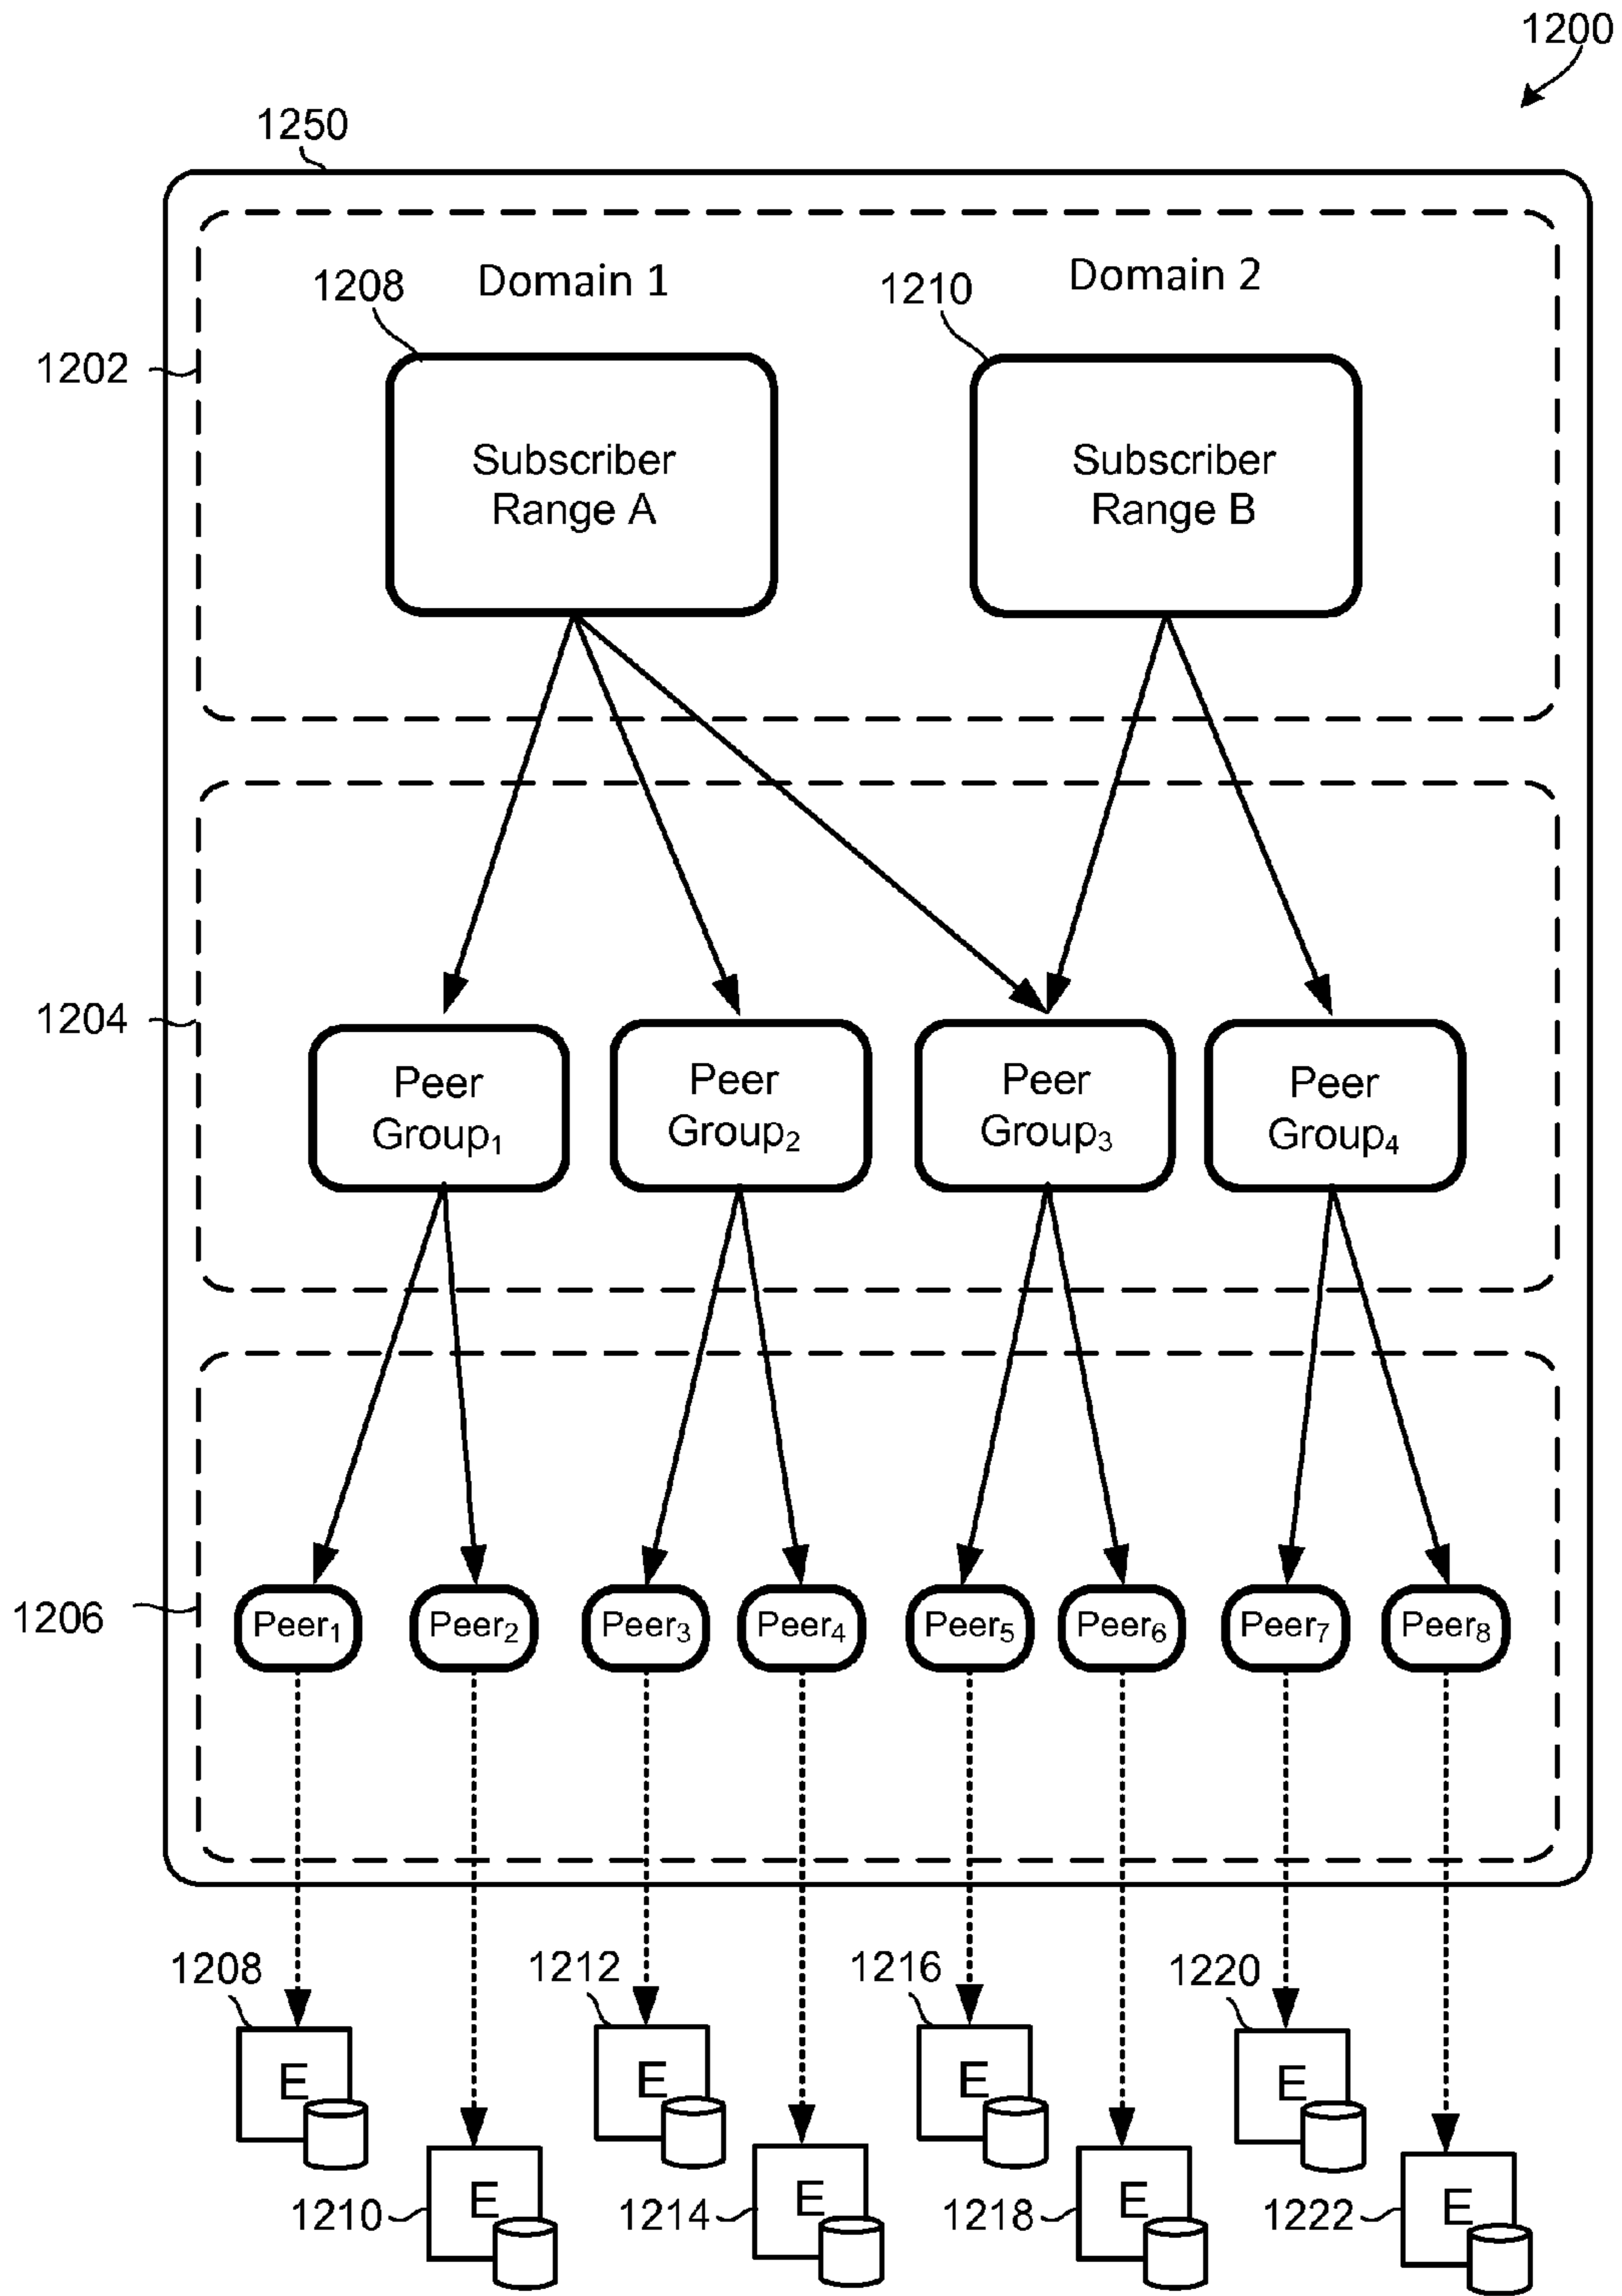 1200
1250
1208
Domain 1
1210
Domain 2
1202
Subscriber
Range A
Subscriber
Range B
1204
Peer
Group1
Peer
Group2
Peer
Group3
Peer
Group4
1206
Peer1
Peer2
Peer3
Peer4
Peer5
Peer6
Peer7
Peer8
1208
1212
1216
1220
E
E
E
E
1210
E
1214
E
1218
E
1222
E